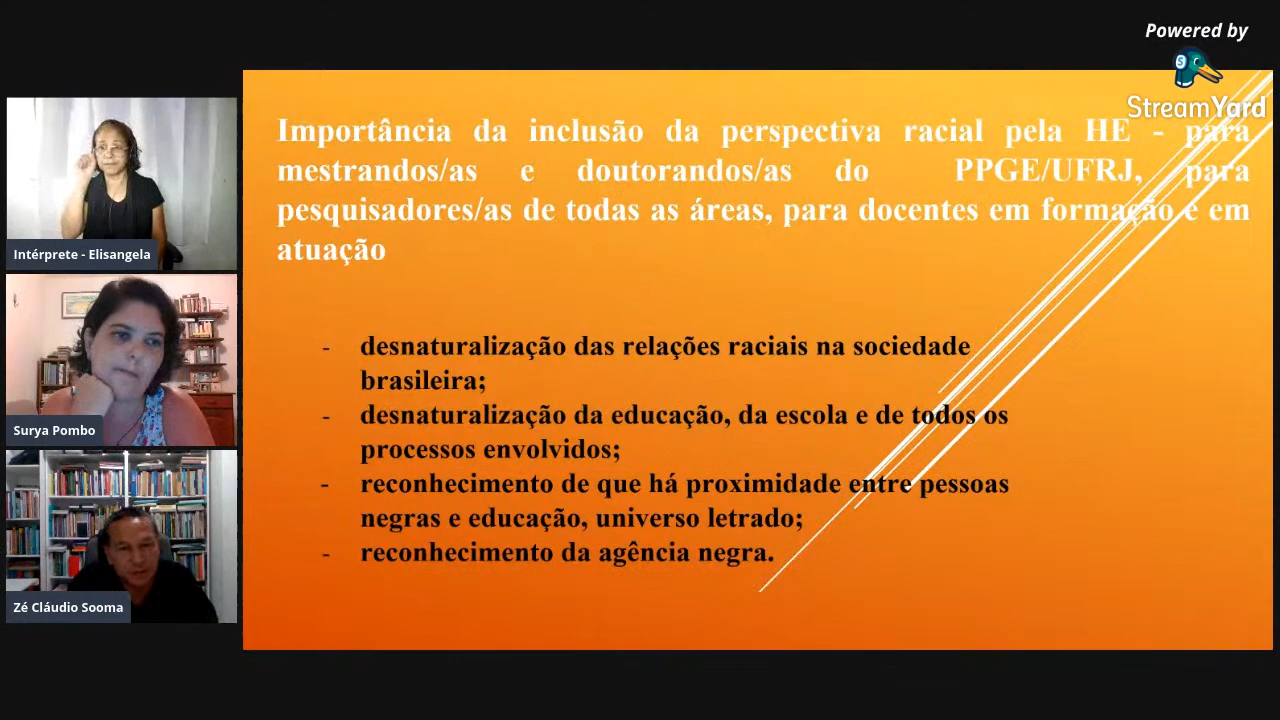 Powered by
StreamYard
Importância da inclusão da perspectiva racial pela HE - para
mestrandos/as e doutorandos/as do PPGE/UFRJ, para
pesquisadores/as de todas as áreas, para docentes em formação e em
atuação
- desnaturalização das relações raciais na sociedade
brasileira;
- desnaturalização da educação, da escola e de todos os
processos envolvidos;
- reconhecimento de que há proximidade entre pessoas
negras e educação, universo letrado;
- reconhecimento da agência negra.
Intérprete - Elisangela
Surya Pombo
Zé Cláudio Sooma